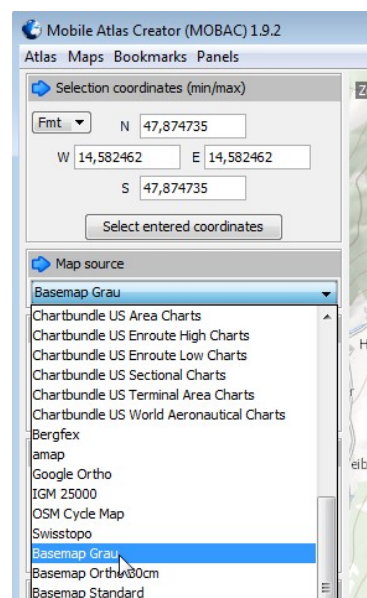 Mobile Atlas Creator (MOBAC) 1.9.2
Atlas Maps Bookmarks Panels
Selection coordinates (min/max)
Fmt N 47,874735
W 14,582462 E 14,582462
S 47,874735
Select entered coordinates
Map source
Basemap Grau
Chartbundle US Area Charts
Chartbundle US Enroute High Charts
Chartbundle US Enroute Low Charts
Chartbundle US Sectional Charts
Chartbundle US Terminal Area Charts
Chartbundle US World Aeronautical Charts
Bergfex
amap
Google Ortho
IGM 25000
OSM Cycle Map
Swisstopo
Basemap Grau
Basemap Ortho 30cm
Basemap Standard